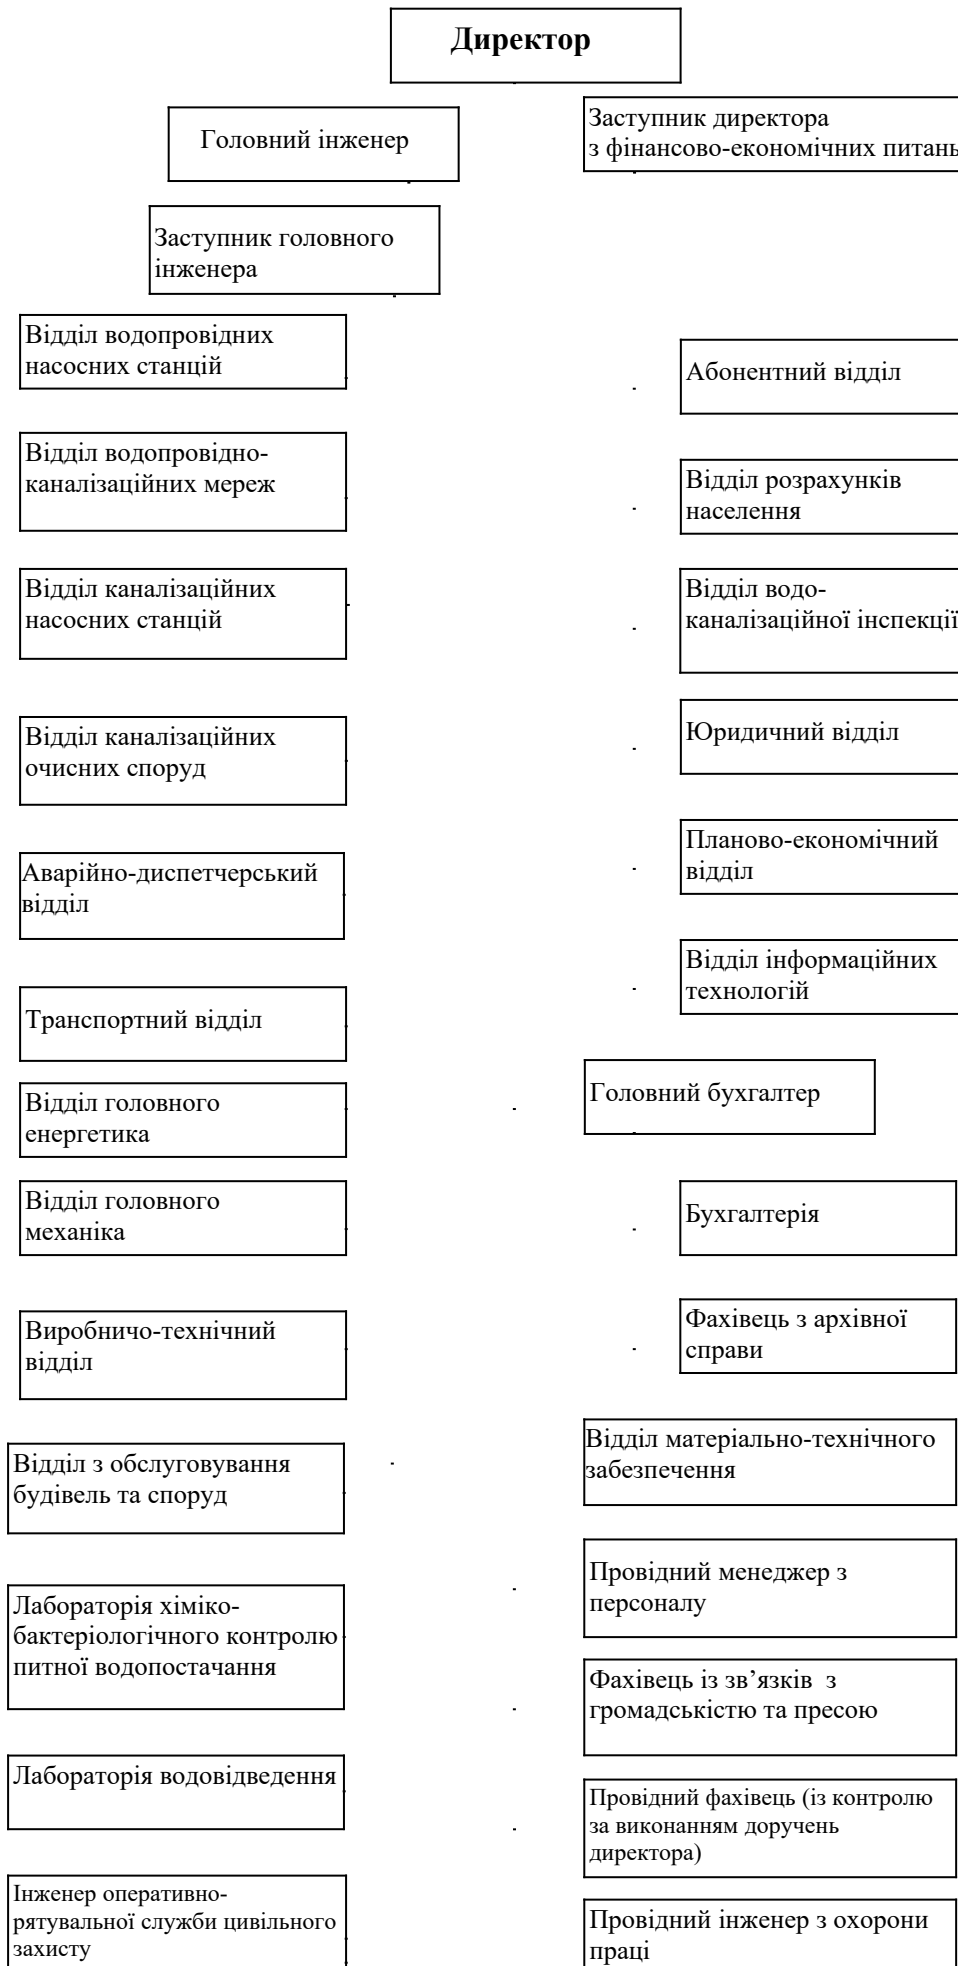 Директор
Головний інженер
Заступник директора
з фінансово-економічних питань
Заступник головного
інженера
Відділ водопровідних
насосних станцій
Абонентний відділ
Відділ водопровідно-
каналізаційних мереж
Відділ розрахунків
населення
Відділ каналізаційних
насосних станцій
Відділ водо-
каналізаційної інспекції
Відділ каналізаційних
очисних споруд
Юридичний відділ
Аварійно-диспетчерський
відділ
Планово-економічний
відділ
Транспортний відділ
Відділ інформаційних
технологій
Відділ головного
енергетика
Головний бухгалтер
Відділ головного
механіка
Бухгалтерія
Виробничо-технічний
відділ
Фахівець з архівної
справи
Відділ з обслуговування
будівель та споруд
Відділ матеріально-технічного
забезпечення
Лабораторія хіміко-
бактеріологічного контролю
питної водопостачання
Провідний менеджер з
персоналу
Фахівець із зв’язків  з
громадськістю та пресою
Лабораторія водовідведення
Провідний фахівець (із контролю
за виконанням доручень
директора)
Інженер оперативно-
рятувальної служби цивільного
захисту
Провідний інженер з охорони
праці